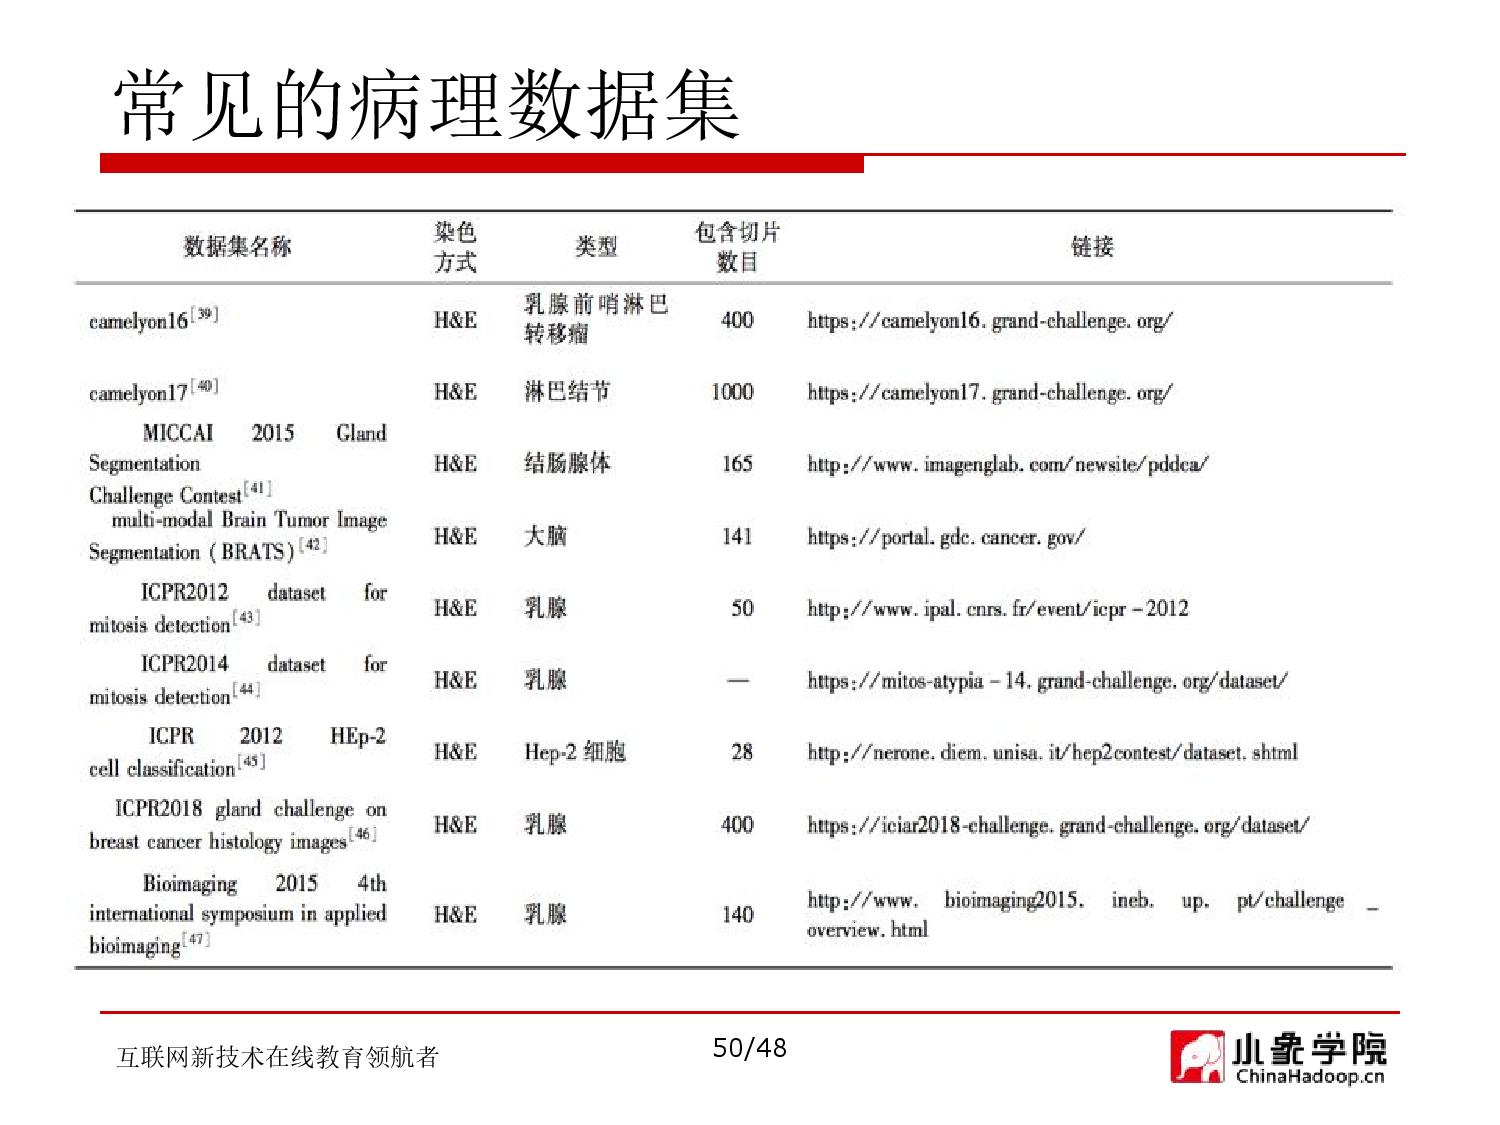 常见的病理数据集
数据集名称 染色方式 类型 包含切片数目 链接
camelyon16[39] H&E 乳腺前哨淋巴转移瘤 400 https://camelyon16.grand-challenge.org/
camelyon17[40] H&E 淋巴结节 1000 https://camelyon17.grand-challenge.org/
MICCAI 2015 Gland
Segmentation
Challenge Contest[41] H&E 结肠腺体 165 http://www.imagenglab.com/newsite/pddca/
multi-modal Brain Tumor Image
Segmentation (BRATS)[42] H&E 大脑 141 https://portal.gdc.cancer.gov/
ICPR2012 dataset for
mitosis detection[43] H&E 乳腺 50 http://www.ipal.cnrs.fr/event/icpr-2012
ICPR2014 dataset for
mitosis detection[44] H&E 乳腺 — https://mitos-atypia-14.grand-challenge.org/dataset/
ICPR 2012 HEp-2
cell classification[45] H&E Hep-2 细胞 28 http://nerone.diem.unisa.it/hep2contest/dataset.shtml
ICPR2018 gland challenge on
breast cancer histology images[46] H&E 乳腺 400 https://iciar2018-challenge.grand-challenge.org/dataset/
Bioimaging 2015 4th
international symposium in applied
bioimaging[47] H&E 乳腺 140 http://www.bioimaging2015.ineb.up.pt/challenge_
overview.html
互联网新技术在线教育领航者
50/48
小象学院
ChinaHadoop.cn